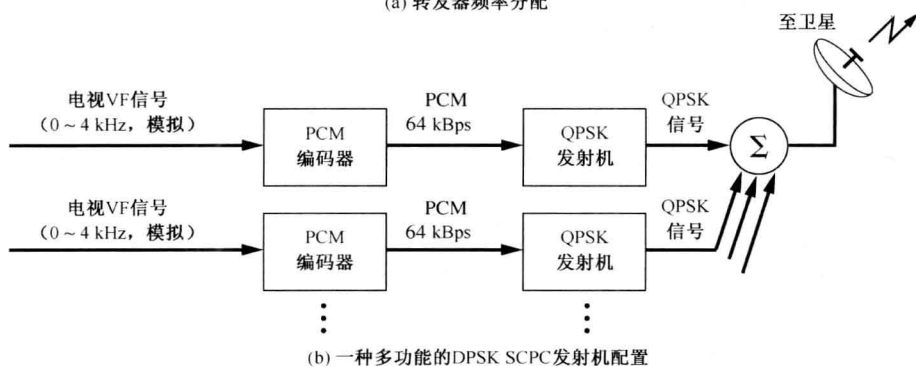 (a) 转发器频率分配
至卫星
电视VF信号
（0～4 kHz，模拟）
PCM
编码器
PCM
64 kBps
QPSK
发射机
QPSK
信号
Σ
电视VF信号
（0～4 kHz，模拟）
PCM
编码器
PCM
64 kBps
QPSK
发射机
QPSK
信号
(b) 一种多功能的DPSK SCPC发射机配置